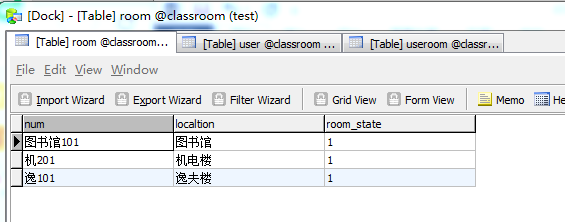 [Dock] - [Table] room @classroom (test)
[Table] room @classroom... [Table] user @classroom ... [Table] useroom @classr...
File Edit View Window
Import Wizard Export Wizard Filter Wizard Grid View Form View Memo He
num localtion room_state
图书馆101 图书馆 1
机201 机电楼 1
逸101 逸夫楼 1